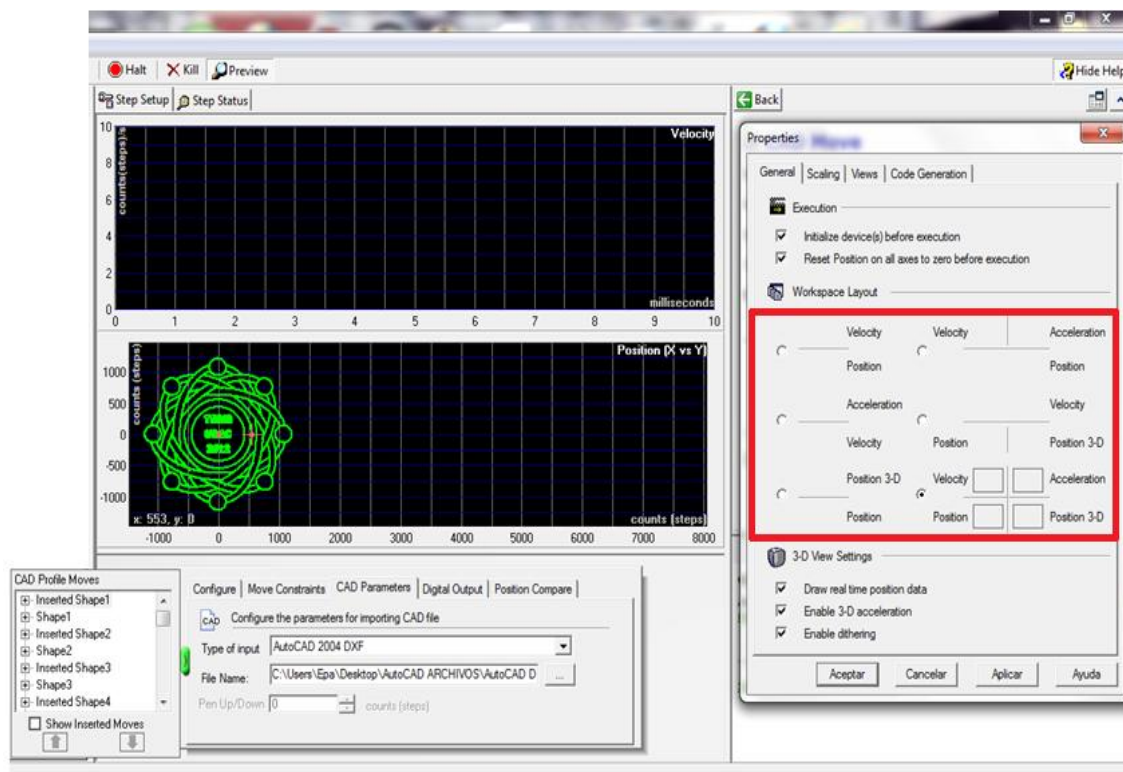 Halt Kill Preview Hide Help
Step Setup Step Status
Back
10
8
6
4
2
0
counts(steps)/s
Velocity
milliseconds
0 1 2 3 4 5 6 7 8 9 10
Position (X vs Y)
counts (steps)
1000
500
0
-500
-1000
x: 553, y: 0
counts (steps)
-1000 0 1000 2000 3000 4000 5000 6000 7000 8000
CAD Profile Moves
Inserted Shape1
Shape1
Inserted Shape2
Shape2
Inserted Shape3
Shape3
Inserted Shape4
Show Inserted Moves
Configure Move Constraints CAD Parameters Digital Output Position Compare
CAD Configure the parameters for importing CAD file
Type of input AutoCAD 2004 DXF
File Name: C:\Users\Epa\Desktop\AutoCAD ARCHIVOS\AutoCAD D ...
Pen Up/Down 0 counts (steps)
Properties
Move
General Scaling Views Code Generation
Execution
Initialize device(s) before execution
Reset Position on all axes to zero before execution
Workspace Layout
Velocity Velocity Acceleration
Position Position
Acceleration Velocity
Velocity Position Position 3-D
Position 3-D Velocity Acceleration
Position Position Position 3-D
3-D View Settings
Draw real time position data
Enable 3-D acceleration
Enable dithering
Aceptar Cancelar Aplicar Ayuda